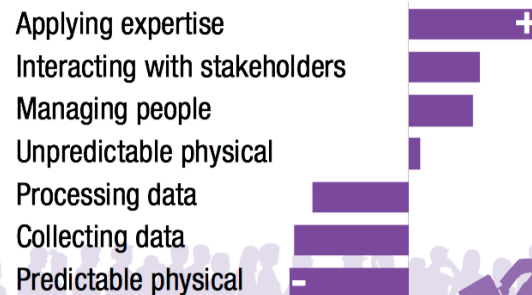 Applying expertise
+
Interacting with stakeholders
Managing people
Unpredictable physical
Processing data
Collecting data
Predictable physical
-